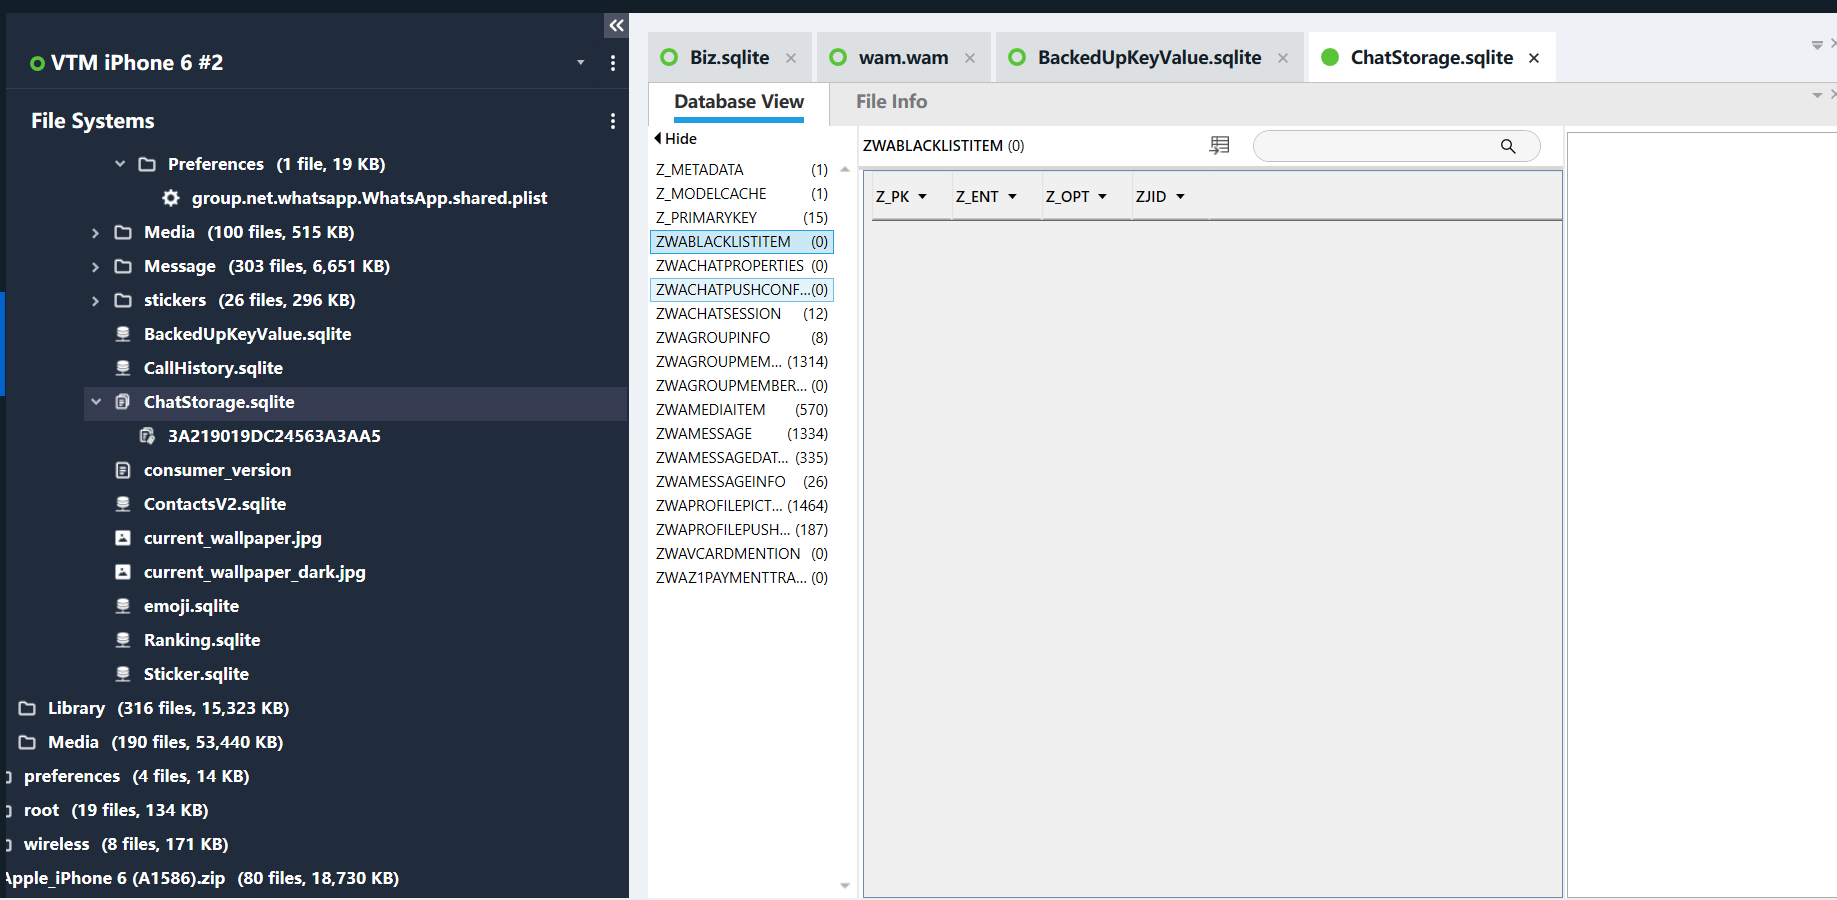 VTM iPhone 6 #2
File Systems
Preferences (1 file, 19 KB)
group.net.whatsapp.WhatsApp.shared.plist
Media (100 files, 515 KB)
Message (303 files, 6,651 KB)
stickers (26 files, 296 KB)
BackedUpKeyValue.sqlite
CallHistory.sqlite
ChatStorage.sqlite
3A219019DC24563A3AA5
consumer_version
ContactsV2.sqlite
current_wallpaper.jpg
current_wallpaper_dark.jpg
emoji.sqlite
Ranking.sqlite
Sticker.sqlite
Library (316 files, 15,323 KB)
Media (190 files, 53,440 KB)
preferences (4 files, 14 KB)
root (19 files, 134 KB)
wireless (8 files, 171 KB)
Apple_iPhone 6 (A1586).zip (80 files, 18,730 KB)
Biz.sqlite
wam.wam
BackedUpKeyValue.sqlite
ChatStorage.sqlite
Database View
File Info
Hide
Z_METADATA (1)
Z_MODELCACHE (1)
Z_PRIMARYKEY (15)
ZWABLACKLISTITEM (0)
ZWACHATPROPERTIES (0)
ZWACHATPUSHCONF...(0)
ZWACHATSESSION (12)
ZWAGROUPINFO (8)
ZWAGROUPMEM... (1314)
ZWAGROUPMEMBER... (0)
ZWAMEDIAITEM (570)
ZWAMESSAGE (1334)
ZWAMESSAGEDAT... (335)
ZWAMESSAGEINFO (26)
ZWAPROFILEPICT... (1464)
ZWAPROFILEPUSH... (187)
ZWAVCARDMENTION (0)
ZWAZ1PAYMENTTRA... (0)
ZWABLACKLISTITEM (0)
Z_PK Z_ENT Z_OPT ZJID